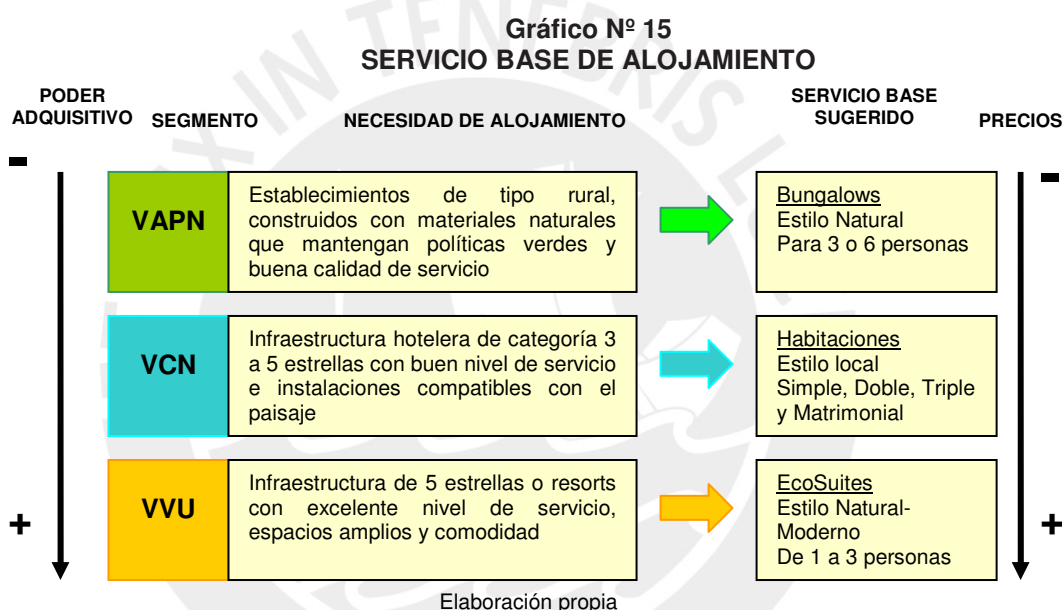 Gráfico Nº 15
SERVICIO BASE DE ALOJAMIENTO
PODER
ADQUISITIVO
SEGMENTO
NECESIDAD DE ALOJAMIENTO
SERVICIO BASE
SUGERIDO
PRECIOS
-
-
VAPN
Establecimientos de tipo rural,
construidos con materiales naturales
que mantengan políticas verdes y
buena calidad de servicio
Bungalows
Estilo Natural
Para 3 o 6 personas
VCN
Infraestructura hotelera de categoría 3
a 5 estrellas con buen nivel de servicio
e instalaciones compatibles con el
paisaje
Habitaciones
Estilo local
Simple, Doble, Triple
y Matrimonial
VVU
Infraestructura de 5 estrellas o resorts
con excelente nivel de servicio,
espacios amplios y comodidad
EcoSuites
Estilo Natural-
Moderno
De 1 a 3 personas
+
+
Elaboración propia
IN TENEBRIS